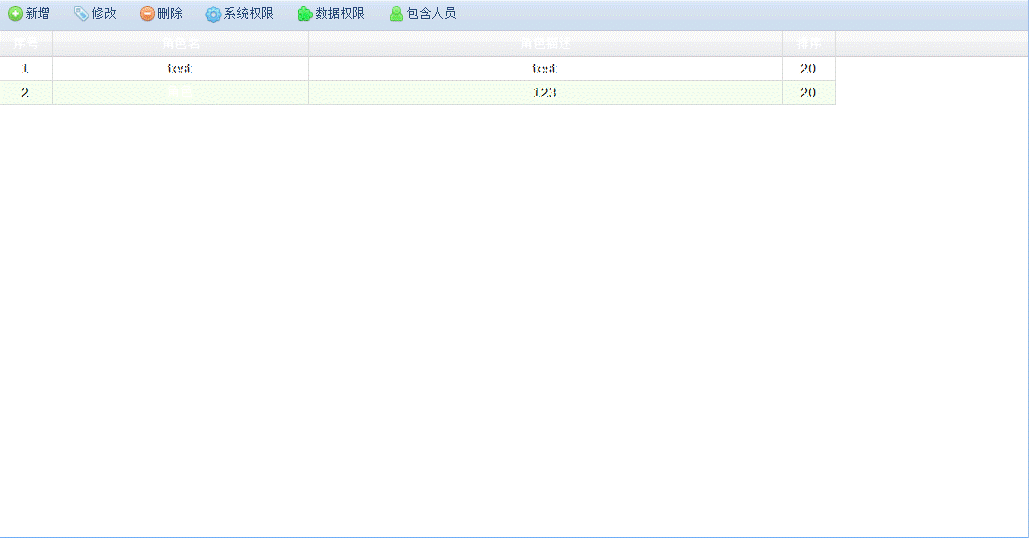 新增 修改 删除 系统权限 数据权限 包含人员
序号 角色名 角色描述 排序
1 test test 20
2 123 20